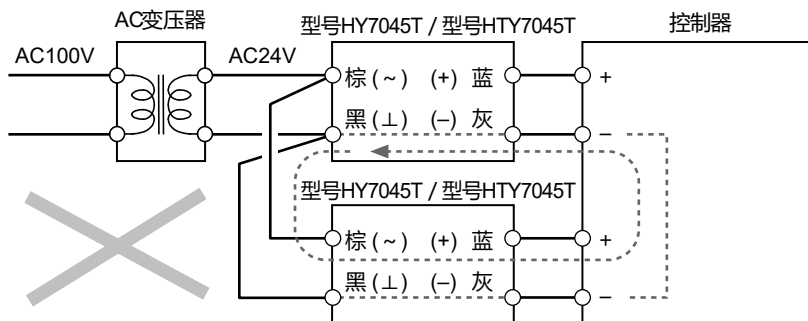 AC变压器
型号HY7045T / 型号HTY7045T
控制器
AC100V
AC24V
棕 (~) (+) 蓝
+
黑 (⊥) (–) 灰
–
型号HY7045T / 型号HTY7045T
棕 (~) (+) 蓝
+
黑 (⊥) (–) 灰
–